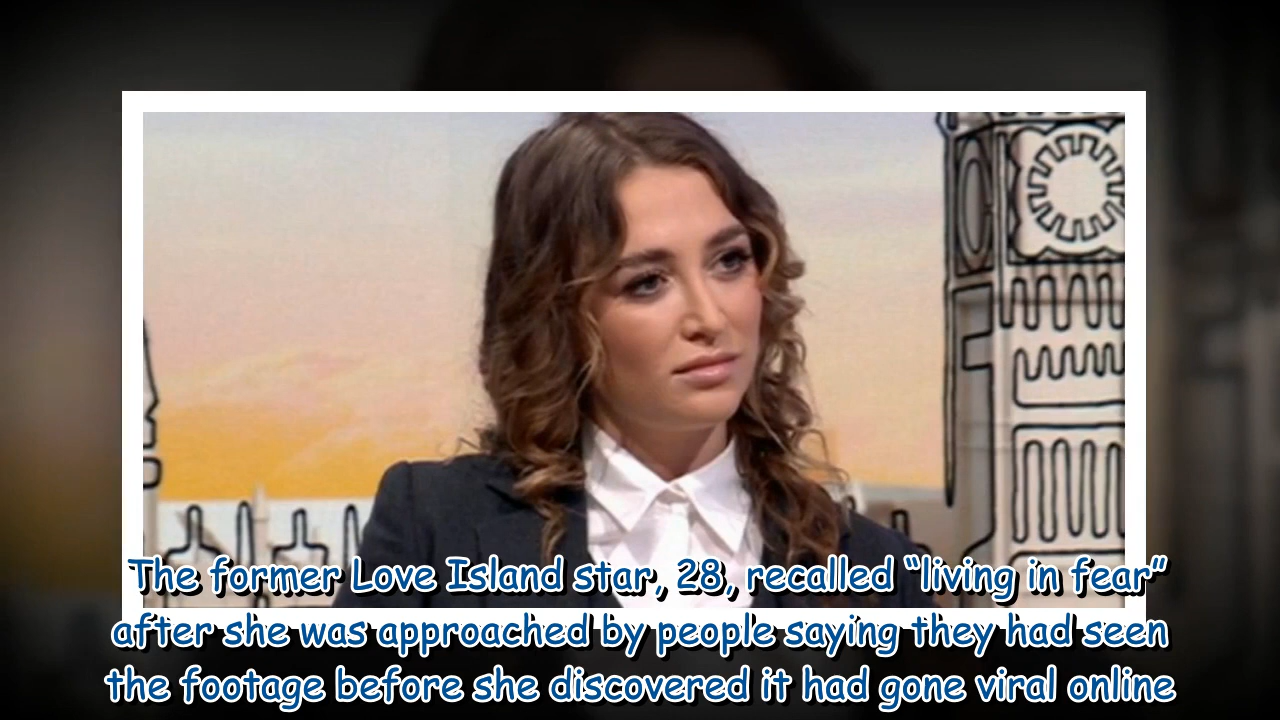 The former Love Island star, 28, recalled “living in fear”
after she was approached by people saying they had seen
the footage before she discovered it had gone viral online